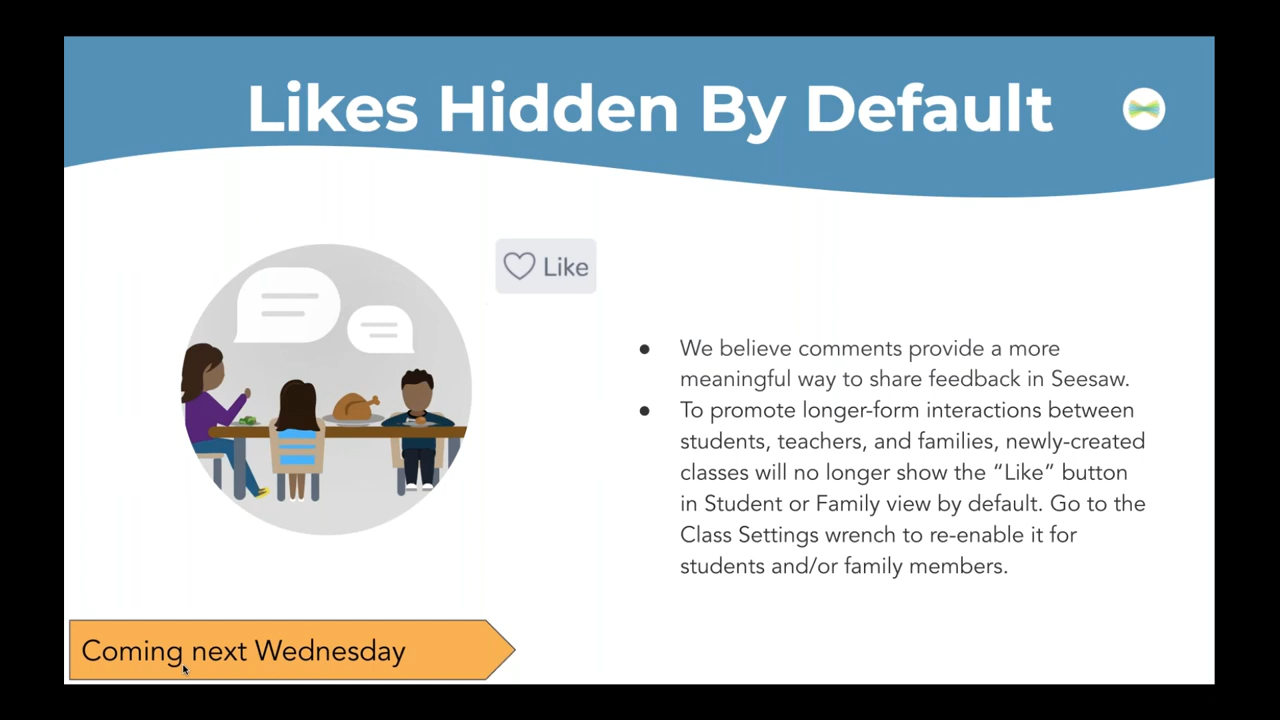 Likes Hidden By Default
Like
● We believe comments provide a more
meaningful way to share feedback in Seesaw.
● To promote longer-form interactions between
students, teachers, and families, newly-created
classes will no longer show the “Like” button
in Student or Family view by default. Go to the
Class Settings wrench to re-enable it for
students and/or family members.
Coming next Wednesday